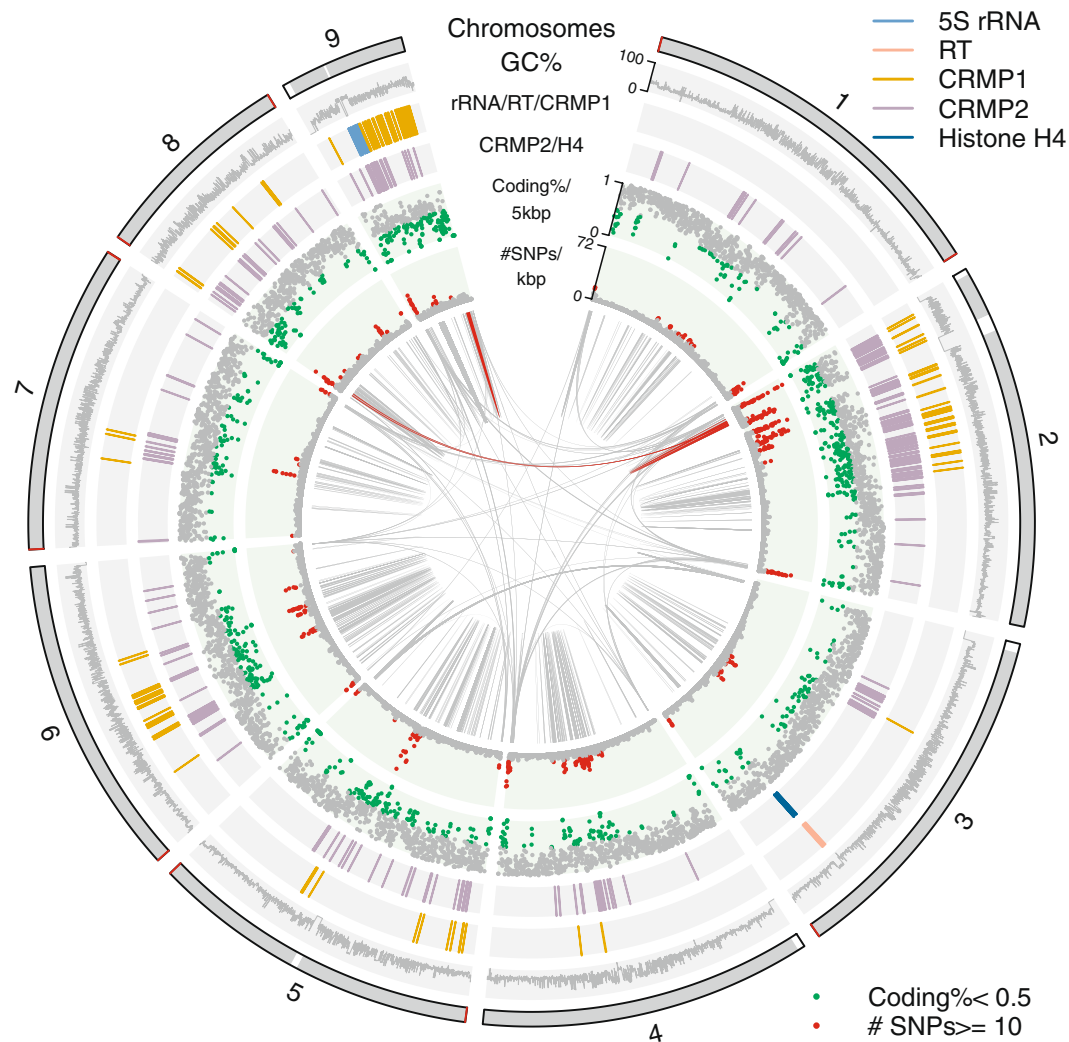 Chromosomes
GC%
rRNA/RT/CRMP1
CRMP2/H4
Coding%/
5kbp
#SNPs/
kbp
100
0
1
0
72
0
5S rRNA
RT
CRMP1
CRMP2
Histone H4
1
2
3
4
5
6
7
8
9
Coding%< 0.5
# SNPs>= 10